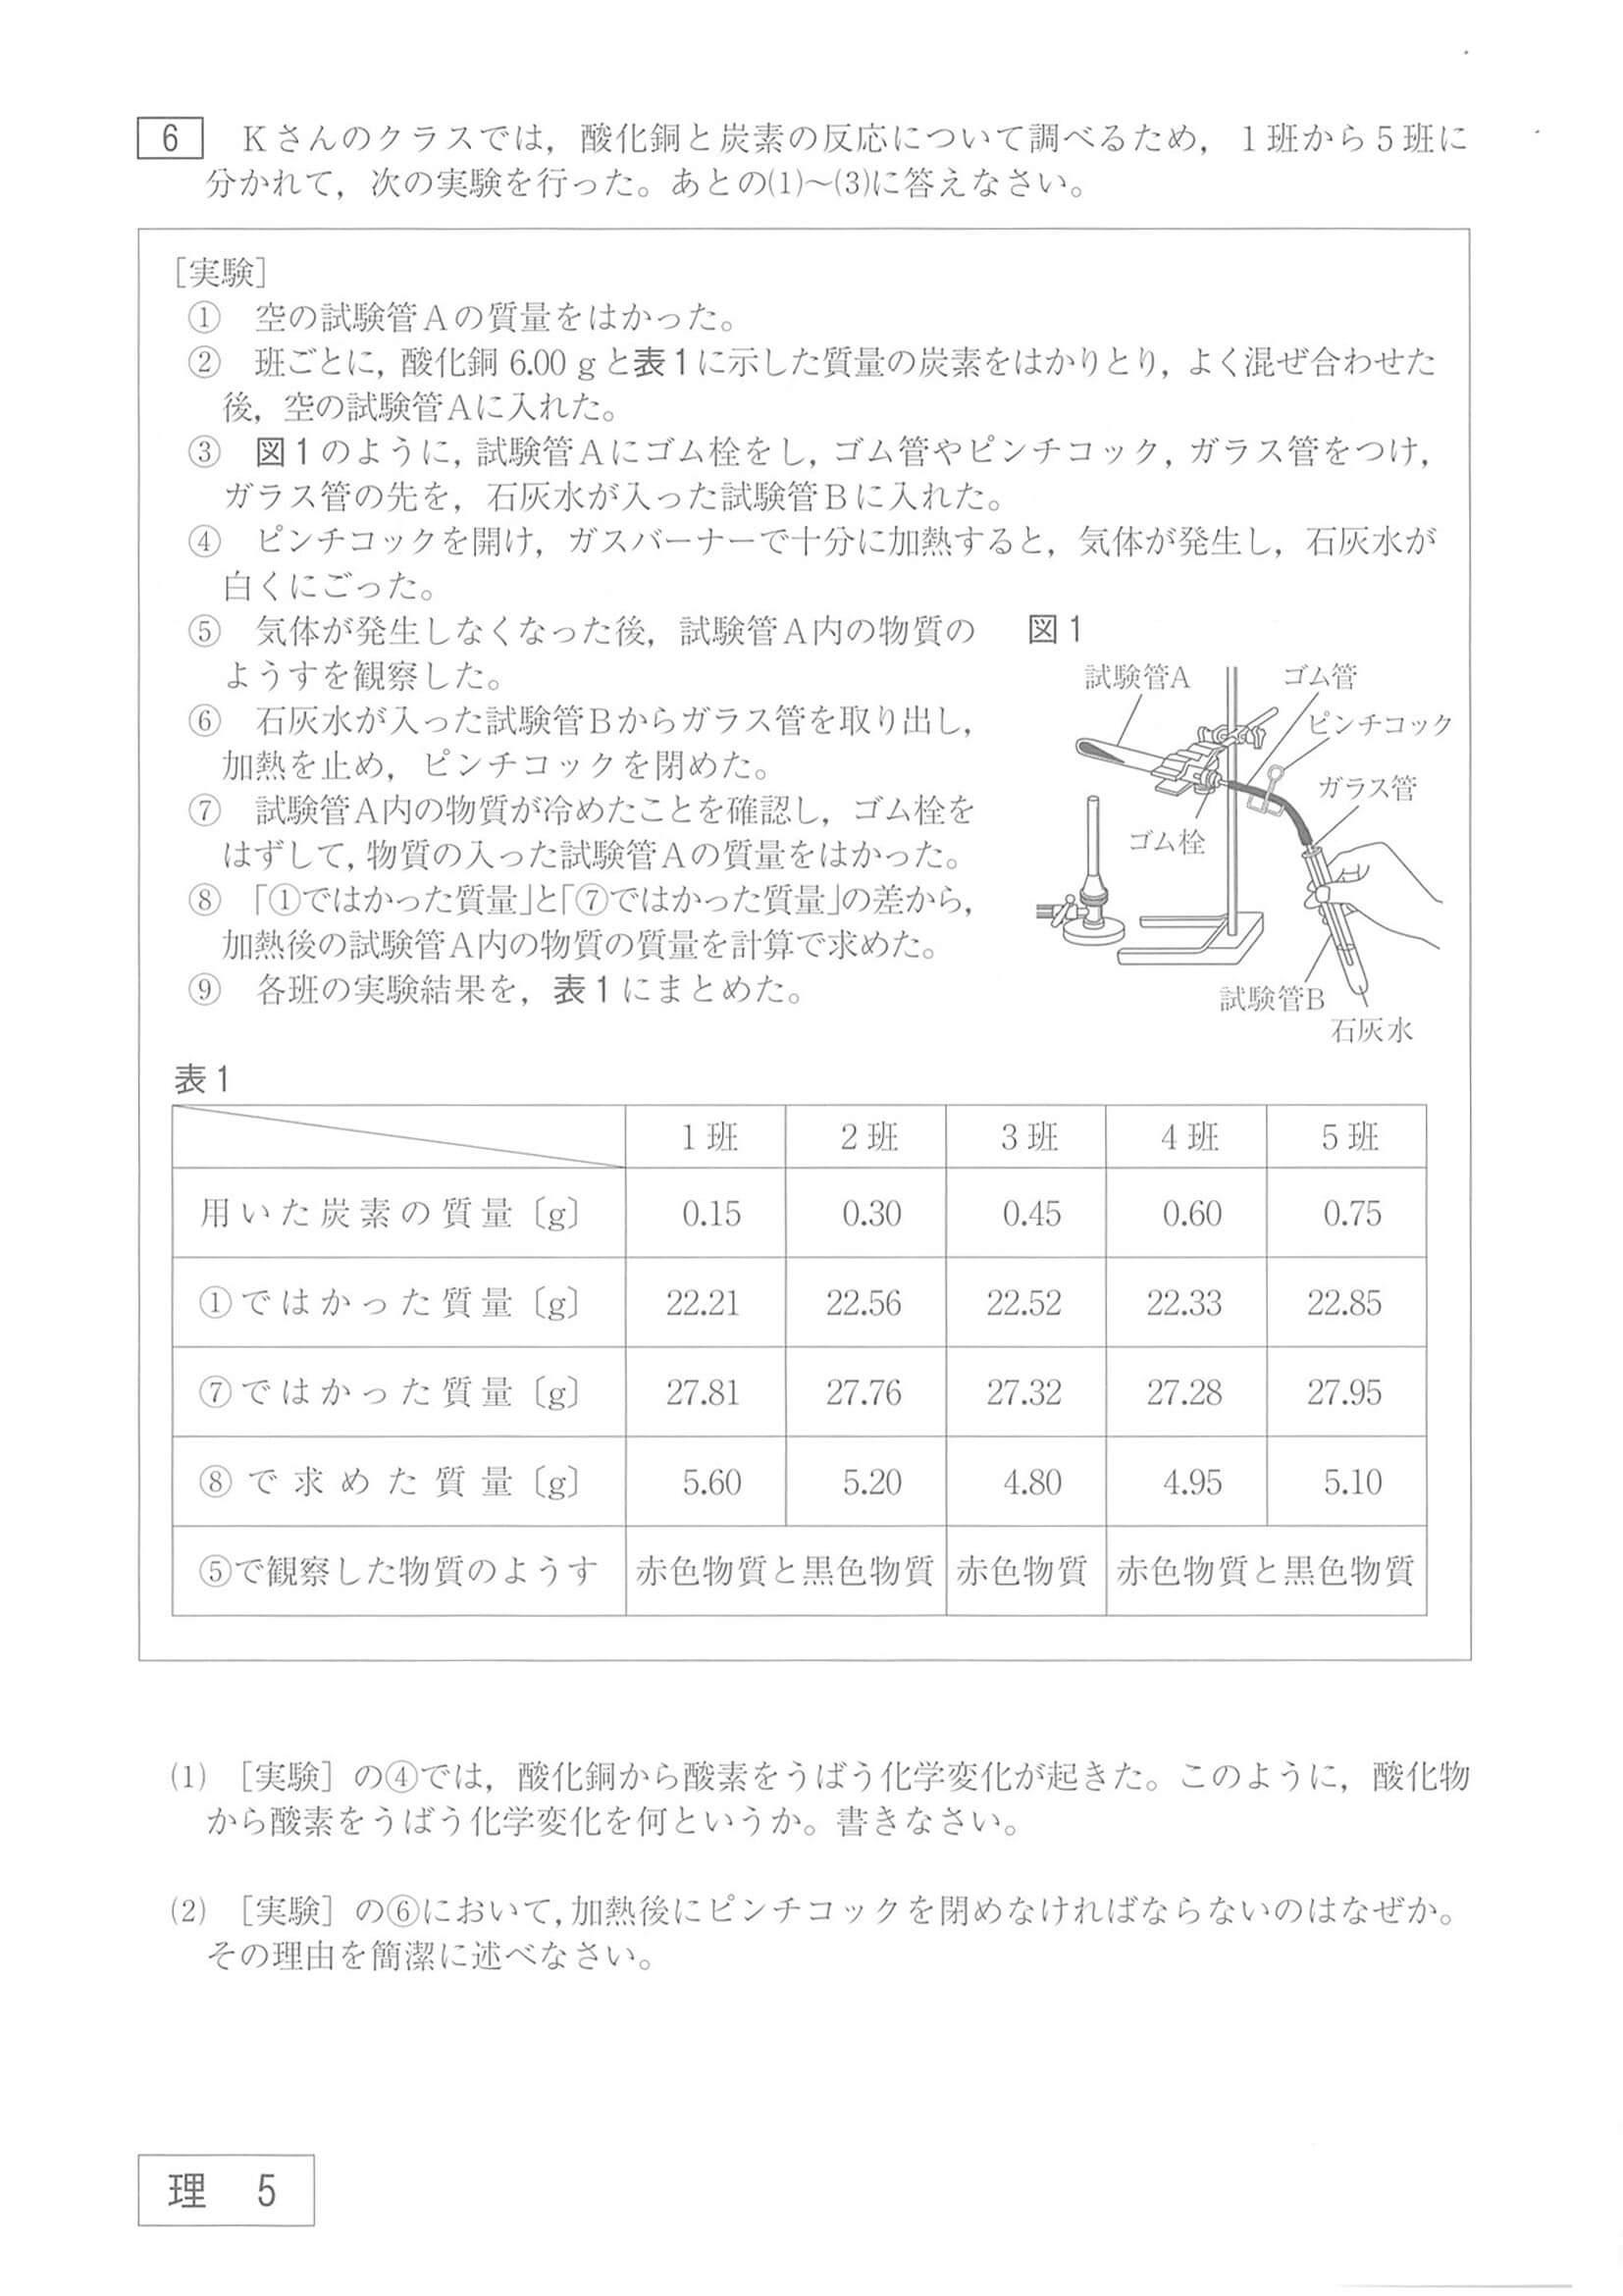 6 Kさんのクラスでは，酸化銅と炭素の反応について調べるため，1班から5班に
分かれて，次の実験を行った。あとの⑴～⑶に答えなさい。
［実験］
① 空の試験管Aの質量をはかった。
② 班ごとに，酸化銅 6.00 g と表1に示した質量の炭素をはかりとり，よく混ぜ合わせた
後，空の試験管Aに入れた。
③ 図1のように，試験管Aにゴム栓をし，ゴム管やピンチコック，ガラス管をつけ，
ガラス管の先を，石灰水が入った試験管Bに入れた。
④ ピンチコックを開け，ガスバーナーで十分に加熱すると，気体が発生し，石灰水が
白くにごった。
⑤ 気体が発生しなくなった後，試験管A内の物質の
ようすを観察した。
⑥ 石灰水が入った試験管Bからガラス管を取り出し，
加熱を止め，ピンチコックを閉めた。
⑦ 試験管A内の物質が冷めたことを確認し，ゴム栓を
はずして，物質の入った試験管Aの質量をはかった。
⑧ 「①ではかった質量」と「⑦ではかった質量」の差から，
加熱後の試験管A内の物質の質量を計算で求めた。
⑨ 各班の実験結果を，表1にまとめた。
図1
試験管A
ゴム管
ピンチコック
ガラス管
ゴム栓
試験管B
石灰水
表1
1班 2班 3班 4班 5班
用いた炭素の質量〔g〕 0.15 0.30 0.45 0.60 0.75
①ではかった質量〔g〕 22.21 22.56 22.52 22.33 22.85
⑦ではかった質量〔g〕 27.81 27.76 27.32 27.28 27.95
⑧で求めた質量〔g〕 5.60 5.20 4.80 4.95 5.10
⑤で観察した物質のようす 赤色物質と黒色物質 赤色物質 赤色物質と黒色物質
⑴ ［実験］の④では，酸化銅から酸素をうばう化学変化が起きた。このように，酸化物
から酸素をうばう化学変化を何というか。書きなさい。
⑵ ［実験］の⑥において，加熱後にピンチコックを閉めなければならないのはなぜか。
その理由を簡潔に述べなさい。
理 5